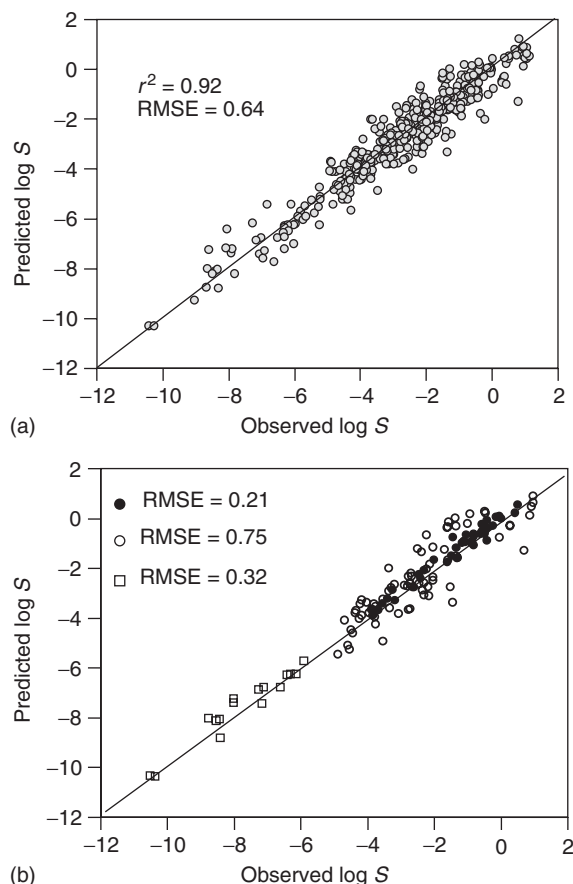 2
0
−2
−4
−6
−8
−10
−12
Predicted log S
r² = 0.92
RMSE = 0.64
−12 −10 −8 −6 −4 −2 0 2
Observed log S
(a)
2
0
−2
−4
−6
−8
−10
−12
Predicted log S
RMSE = 0.21
RMSE = 0.75
RMSE = 0.32
−12 −10 −8 −6 −4 −2 0 2
Observed log S
(b)